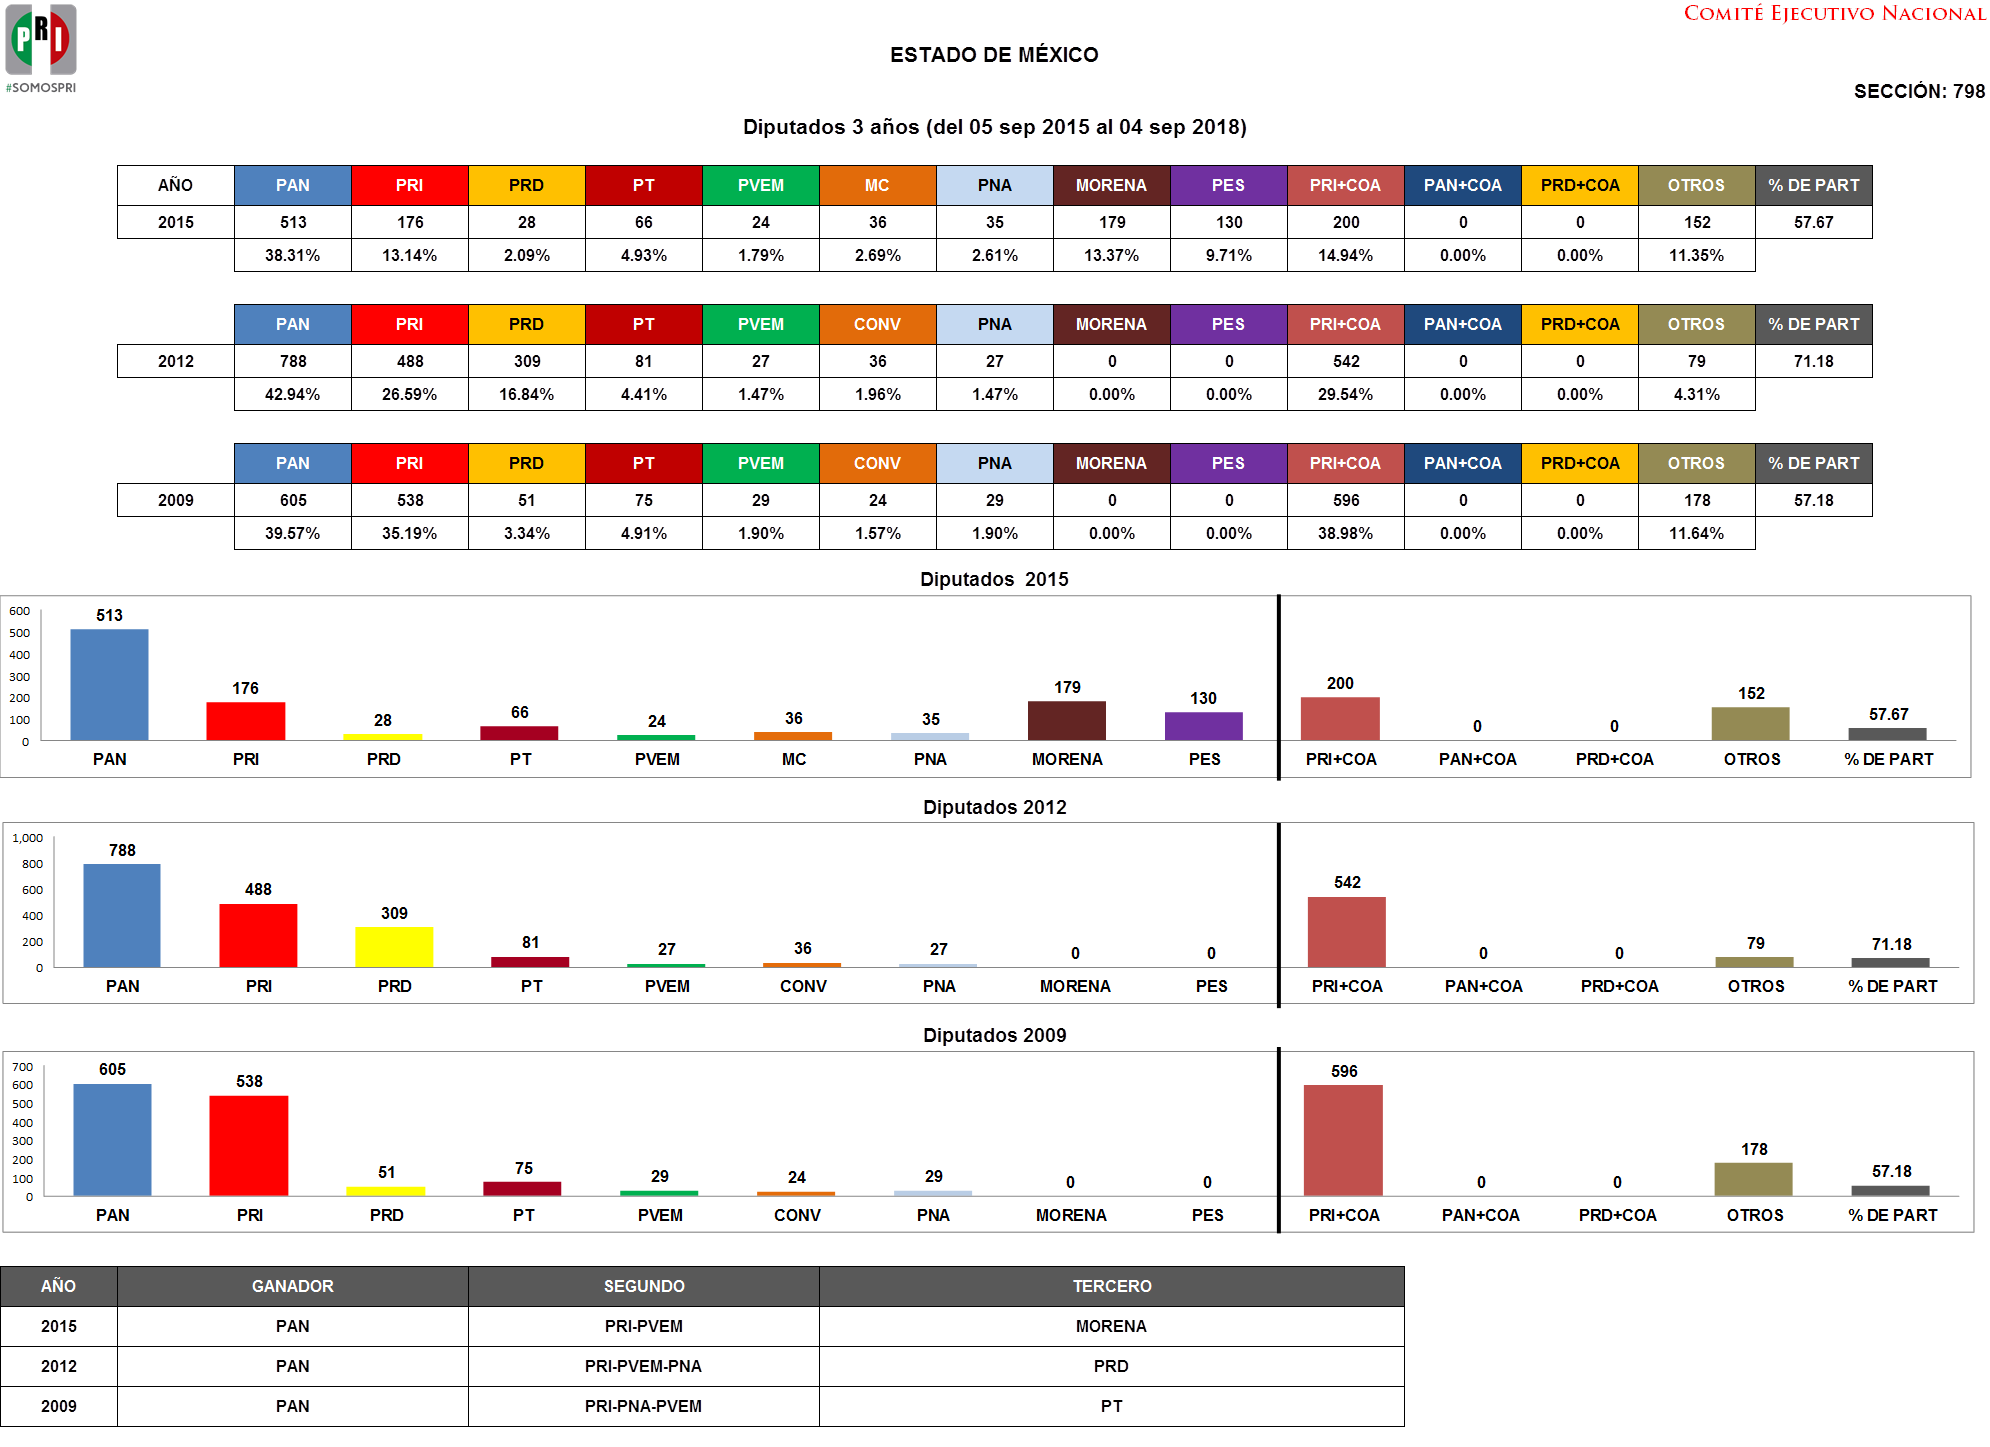 PRI
#SOMOSPRI
COMITÉ EJECUTIVO NACIONAL
ESTADO DE MÉXICO
SECCIÓN: 798
Diputados 3 años (del 05 sep 2015 al 04 sep 2018)
AÑO PAN PRI PRD PT PVEM MC PNA MORENA PES PRI+COA PAN+COA PRD+COA OTROS % DE PART
2015 513 176 28 66 24 36 35 179 130 200 0 0 152 57.67
38.31% 13.14% 2.09% 4.93% 1.79% 2.69% 2.61% 13.37% 9.71% 14.94% 0.00% 0.00% 11.35%
PAN PRI PRD PT PVEM CONV PNA MORENA PES PRI+COA PAN+COA PRD+COA OTROS % DE PART
2012 788 488 309 81 27 36 27 0 0 542 0 0 79 71.18
42.94% 26.59% 16.84% 4.41% 1.47% 1.96% 1.47% 0.00% 0.00% 29.54% 0.00% 0.00% 4.31%
PAN PRI PRD PT PVEM CONV PNA MORENA PES PRI+COA PAN+COA PRD+COA OTROS % DE PART
2009 605 538 51 75 29 24 29 0 0 596 0 0 178 57.18
39.57% 35.19% 3.34% 4.91% 1.90% 1.57% 1.90% 0.00% 0.00% 38.98% 0.00% 0.00% 11.64%
Diputados 2015
600
500
400
300
200
100
0
513 176 28 66 24 36 35 179 130 200 0 0 152 57.67
PAN PRI PRD PT PVEM MC PNA MORENA PES PRI+COA PAN+COA PRD+COA OTROS % DE PART
Diputados 2012
1,000
800
600
400
200
0
788 488 309 81 27 36 27 0 0 542 0 0 79 71.18
PAN PRI PRD PT PVEM CONV PNA MORENA PES PRI+COA PAN+COA PRD+COA OTROS % DE PART
Diputados 2009
700
600
500
400
300
200
100
0
605 538 51 75 29 24 29 0 0 596 0 0 178 57.18
PAN PRI PRD PT PVEM CONV PNA MORENA PES PRI+COA PAN+COA PRD+COA OTROS % DE PART
AÑO GANADOR SEGUNDO TERCERO
2015 PAN PRI-PVEM MORENA
2012 PAN PRI-PVEM-PNA PRD
2009 PAN PRI-PNA-PVEM PT